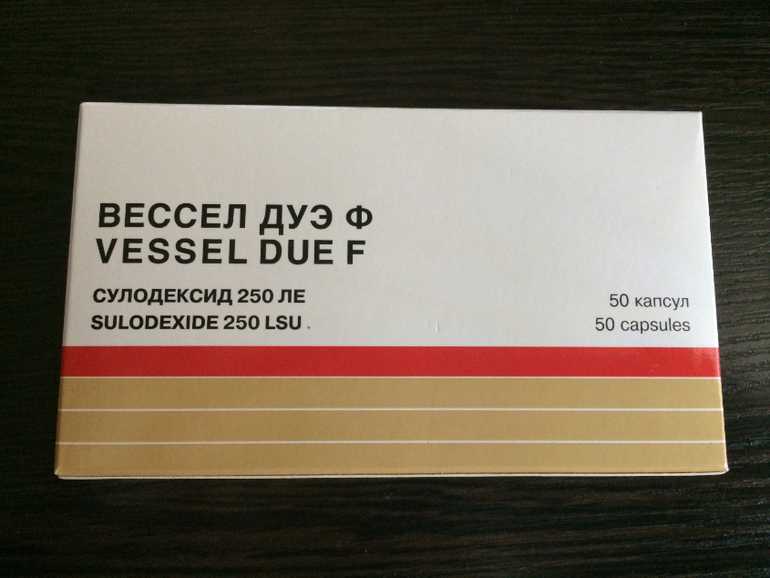 ВЕССЕЛ ДУЭ Ф
VESSEL DUE F
СУЛОДЕКСИД 250 ЛЕ
SULODEXIDE 250 LSU
50 капсул
50 capsules